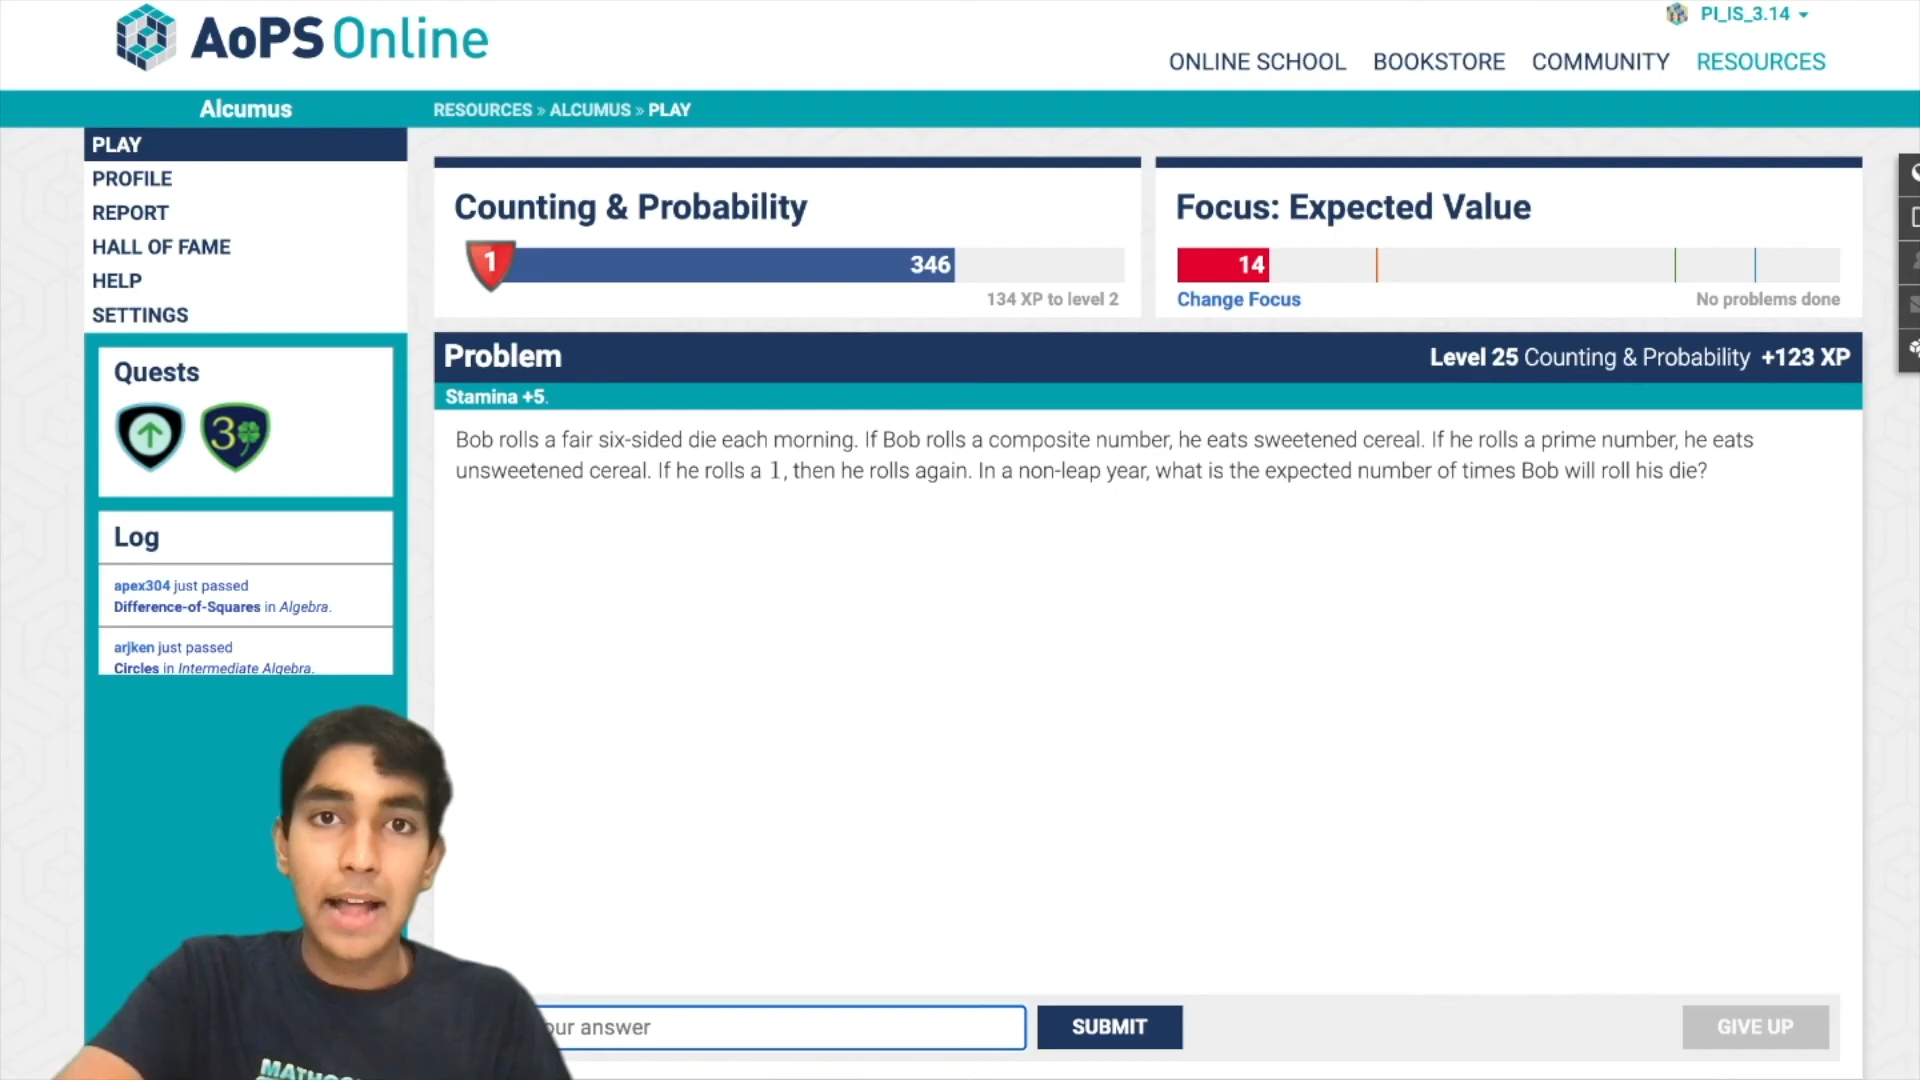 AoPS Online
PI_IS_3.14
ONLINE SCHOOL BOOKSTORE COMMUNITY RESOURCES
Alcumus
RESOURCES » ALCUMUS » PLAY
PLAY
PROFILE
REPORT
HALL OF FAME
HELP
SETTINGS
Quests
3
Log
apex304 just passed
Difference-of-Squares in Algebra.
arjken just passed
Circles in Intermediate Algebra.
Counting & Probability
1
346
134 XP to level 2
Focus: Expected Value
14
Change Focus
No problems done
Problem
Level 25 Counting & Probability +123 XP
Stamina +5.
Bob rolls a fair six-sided die each morning. If Bob rolls a composite number, he eats sweetened cereal. If he rolls a prime number, he eats
unsweetened cereal. If he rolls a 1, then he rolls again. In a non-leap year, what is the expected number of times Bob will roll his die?
our answer
SUBMIT
GIVE UP